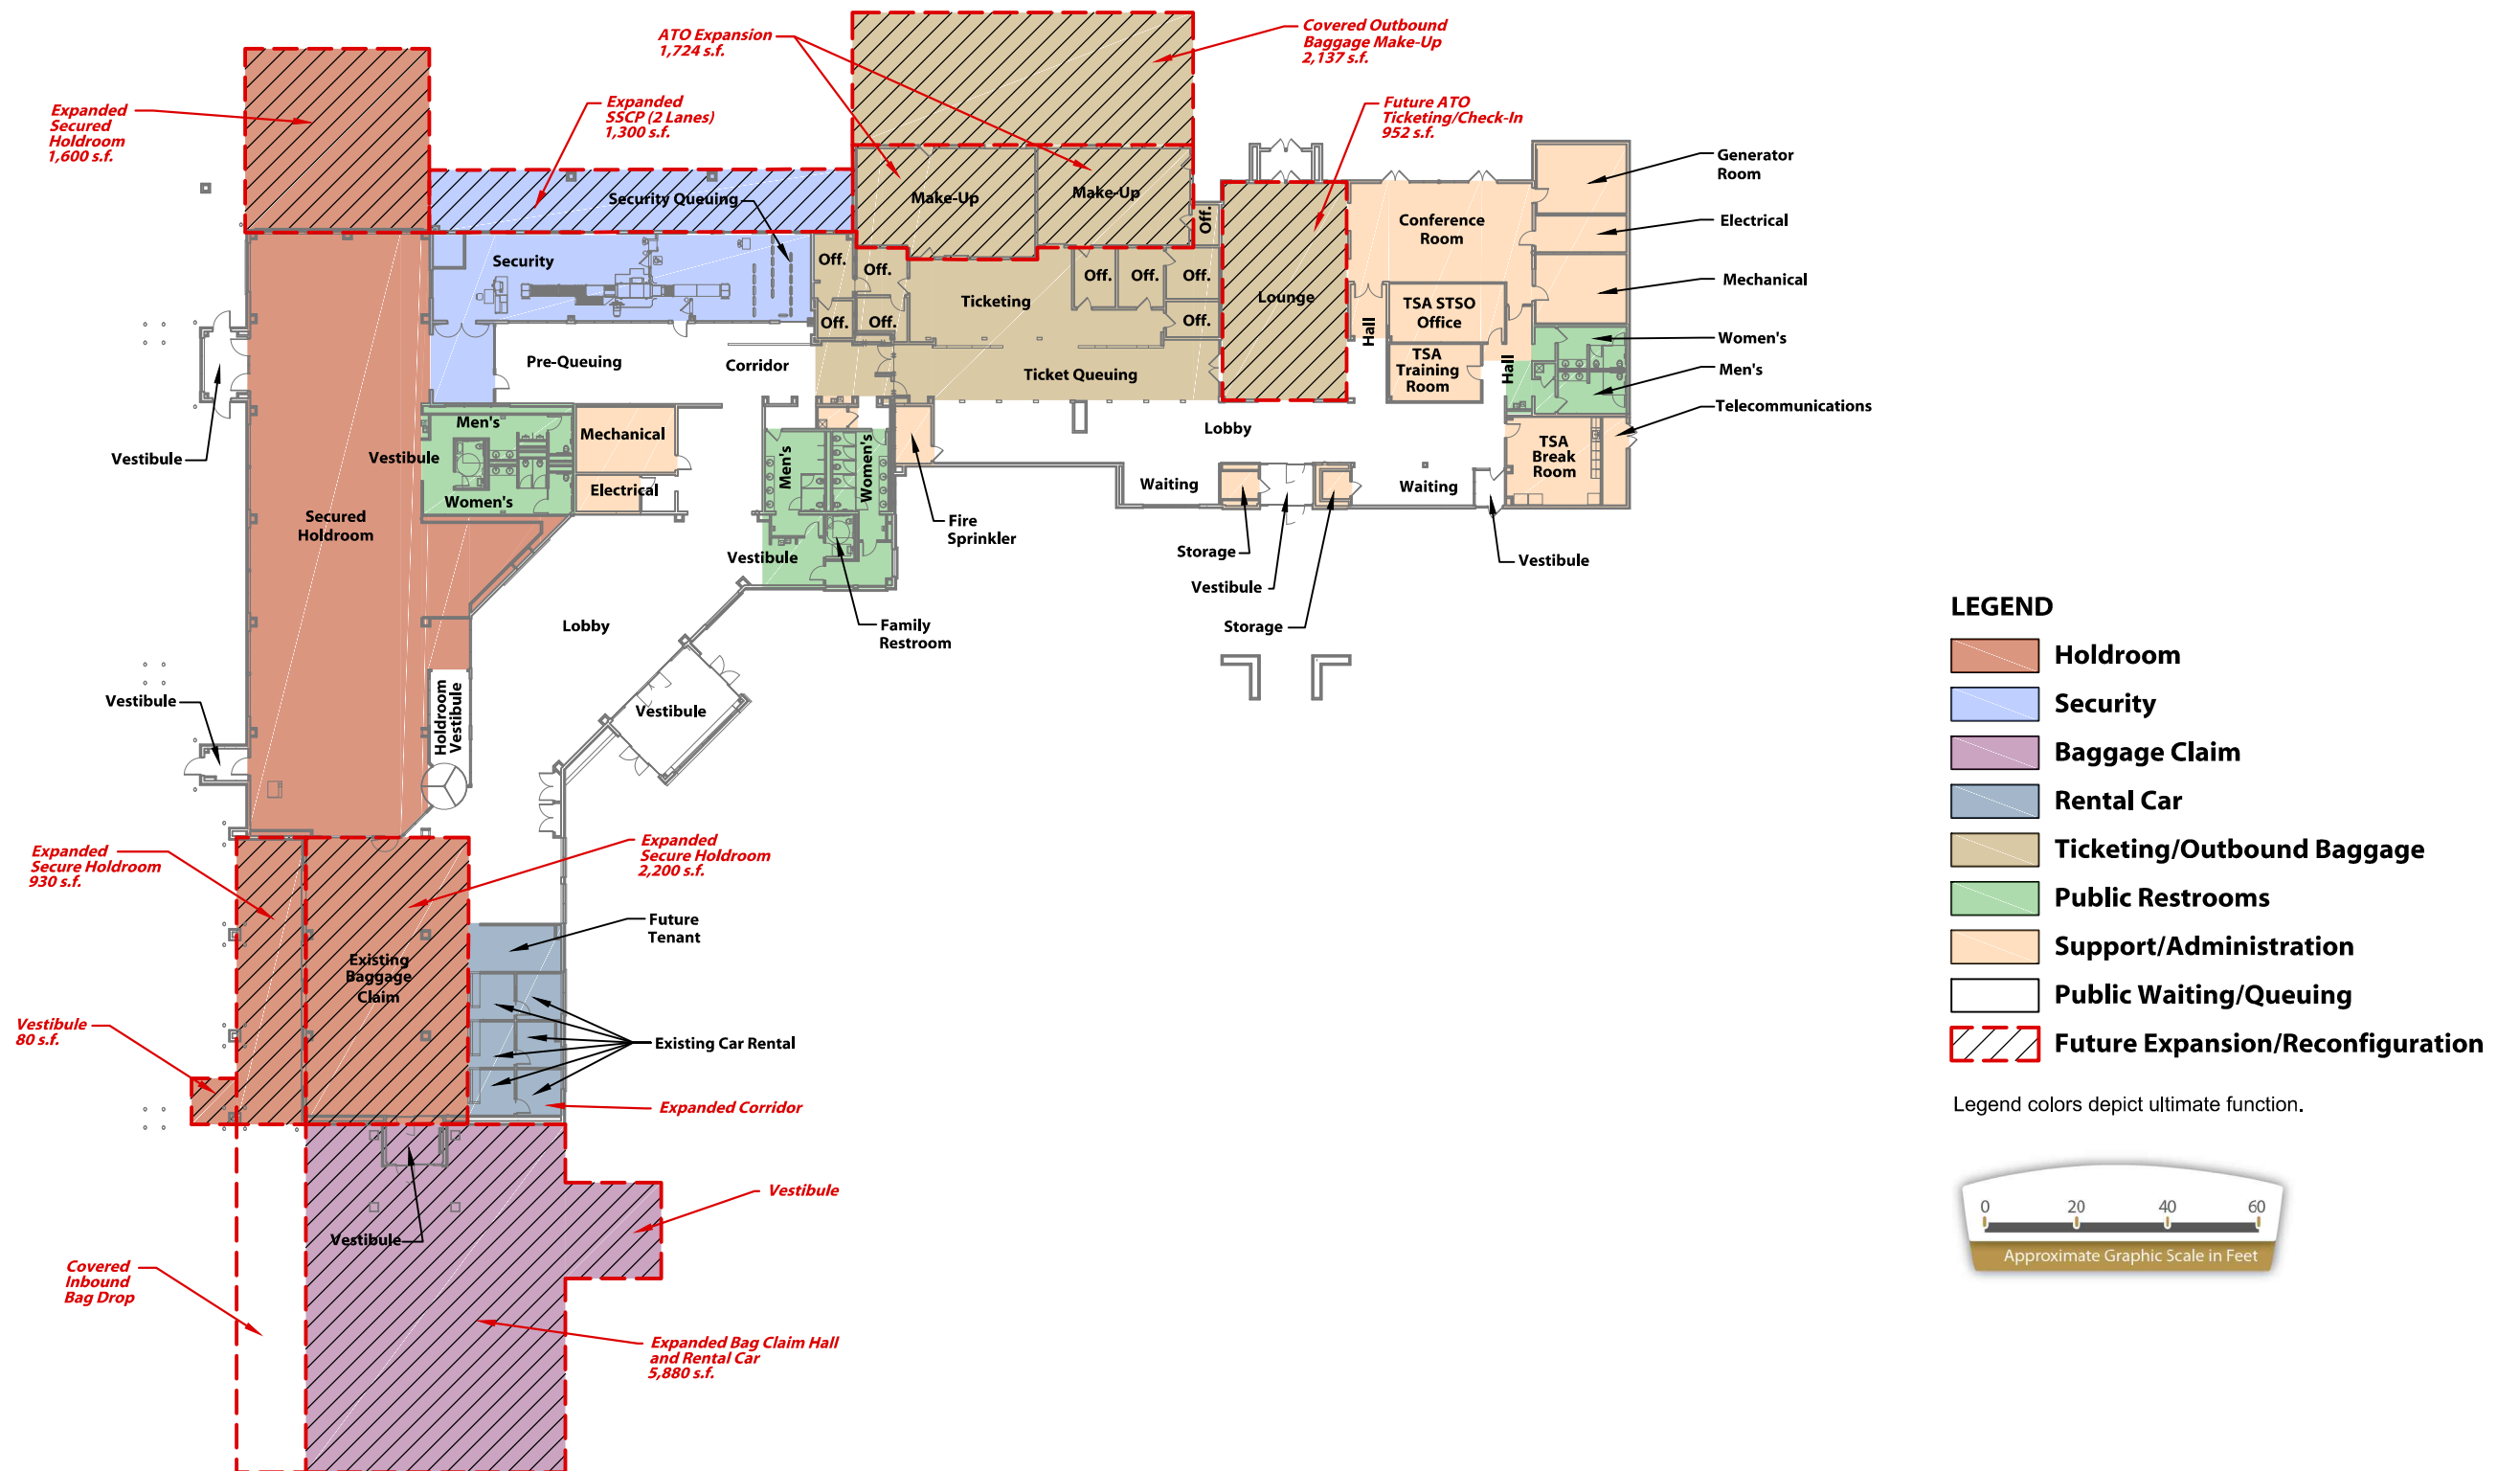 ATO Expansion
1,724 s.f.
Covered Outbound
Baggage Make-Up
2,137 s.f.
Expanded
Secured
Holdroom
1,600 s.f.
Expanded
SSCP (2 Lanes)
1,300 s.f.
Future ATO
Ticketing/Check-In
952 s.f.
Generator
Room
Electrical
Mechanical
Women's
Men's
Telecommunications
Security Queuing
Make-Up
Make-Up
Off.
Conference
Room
Security
Off.
Off.
Off.
Off.
Off.
Off.
Off.
Off.
Ticketing
Lounge
Hall
TSA STSO
Office
TSA
Training
Room
Hall
Pre-Queuing
Corridor
Ticket Queuing
Vestibule
Men's
Vestibule
Women's
Mechanical
Electrical
Men's
Women's
Lobby
TSA
Break
Room
Waiting
Waiting
Secured
Holdroom
Fire
Sprinkler
Vestibule
Storage
Vestibule
Vestibule
Storage
Family
Restroom
Lobby
Vestibule
Holdroom
Vestibule
Vestibule
Expanded
Secure Holdroom
930 s.f.
Expanded
Secure Holdroom
2,200 s.f.
Future
Tenant
Existing
Baggage
Claim
Vestibule
80 s.f.
Existing Car Rental
Expanded Corridor
Vestibule
Vestibule
Covered
Inbound
Bag Drop
Expanded Bag Claim Hall
and Rental Car
5,880 s.f.
LEGEND
Holdroom
Security
Baggage Claim
Rental Car
Ticketing/Outbound Baggage
Public Restrooms
Support/Administration
Public Waiting/Queuing
Future Expansion/Reconfiguration
Legend colors depict ultimate function.
0 20 40 60
Approximate Graphic Scale in Feet